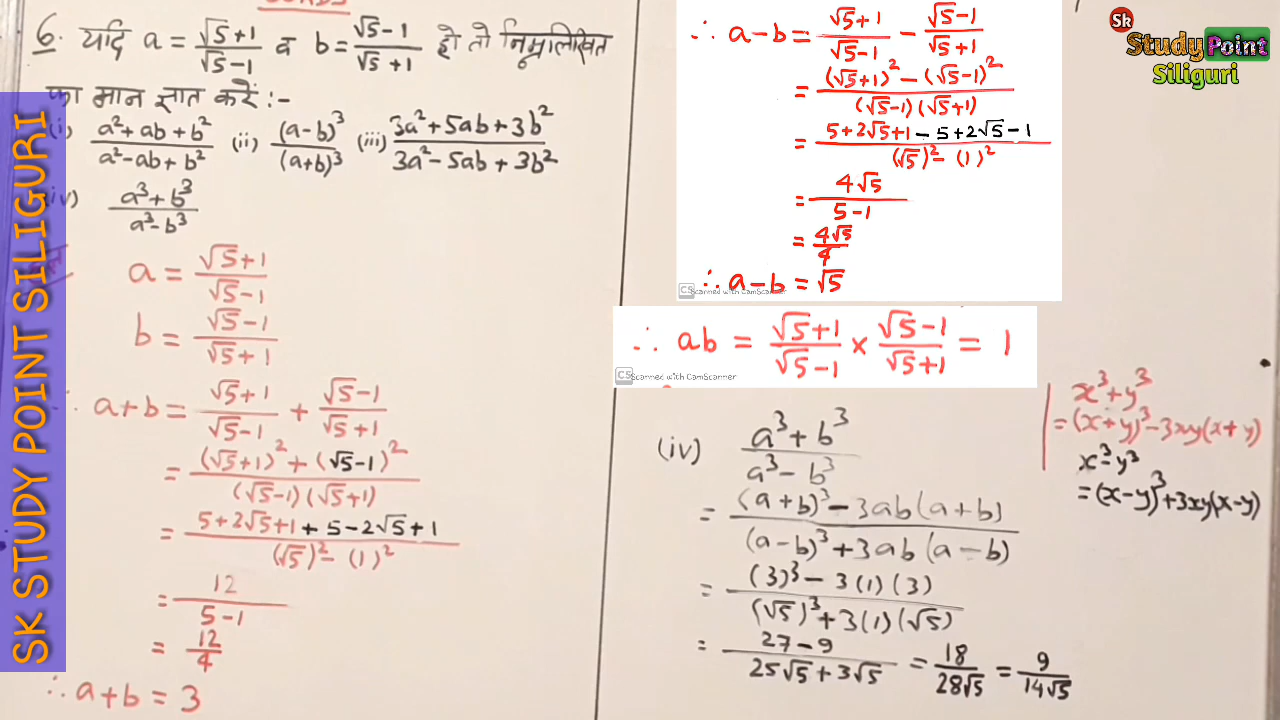 6. यदि a = √5+1/√5-1 व b = √5-1/√5+1 हो तो निम्नलिखित
का मान ज्ञात करें :-
(i) a²+ab+b²/a²-ab+b² (ii) (a-b)³/(a+b)³ (iii) 3a²+5ab+3b²/3a²-5ab+3b²
iv) a³+b³/a³-b³
a = √5+1/√5-1
b = √5-1/√5+1
∴ a+b = √5+1/√5-1 + √5-1/√5+1
= (√5+1)²+(√5-1)²/(√5-1)(√5+1)
= 5+2√5+1+5-2√5+1/(√5)²-(1)²
= 12/5-1
= 12/4
∴ a+b = 3
∴ a-b = √5+1/√5-1 - √5-1/√5+1
= (√5+1)²-(√5-1)²/(√5-1)(√5+1)
= 5+2√5+1-5+2√5-1/(√5)²-(1)²
= 4√5/5-1
= 4√5/4
∴ a-b = √5
CS Scanned with CamScanner
∴ ab = √5+1/√5-1 × √5-1/√5+1 = 1
CS Scanned with CamScanner
(iv) a³+b³/a³-b³
= (a+b)³-3ab(a+b)/(a-b)³+3ab(a-b)
= (3)³-3(1)(3)/(√5)³+3(1)(√5)
= 27-9/25√5+3√5 = 18/28√5 = 9/14√5
x³+y³
= (x+y)³-3xy(x+y)
x³-y³
= (x-y)³+3xy(x-y)
Sk
Study Point
Siliguri
SK STUDY POINT SILIGURI